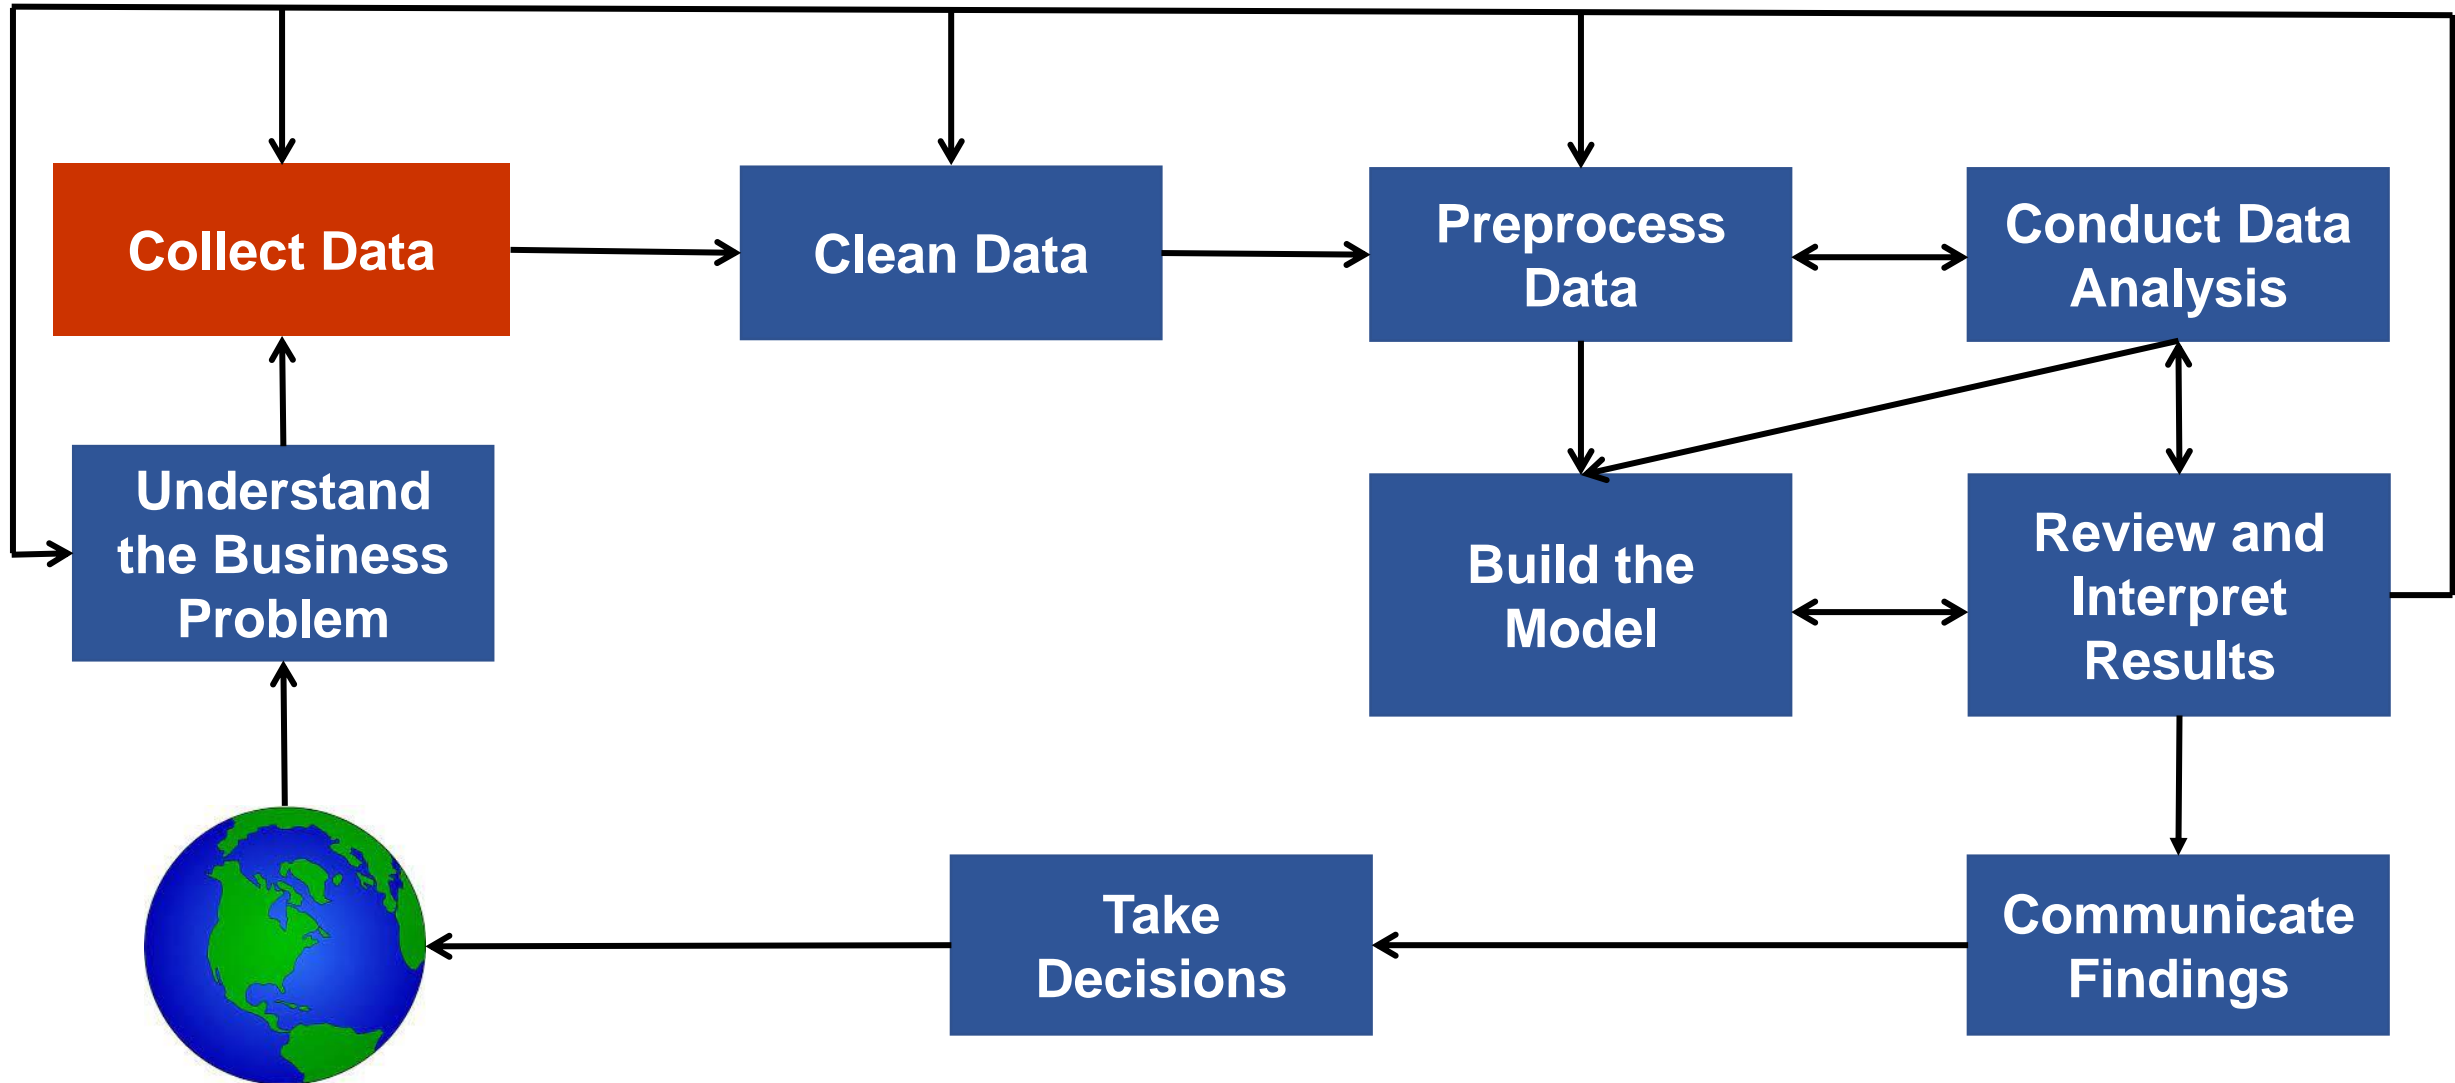 Collect Data
Clean Data
Preprocess
Data
Conduct Data
Analysis
Understand
the Business
Problem
Build the
Model
Review and
Interpret
Results
Take
Decisions
Communicate
Findings